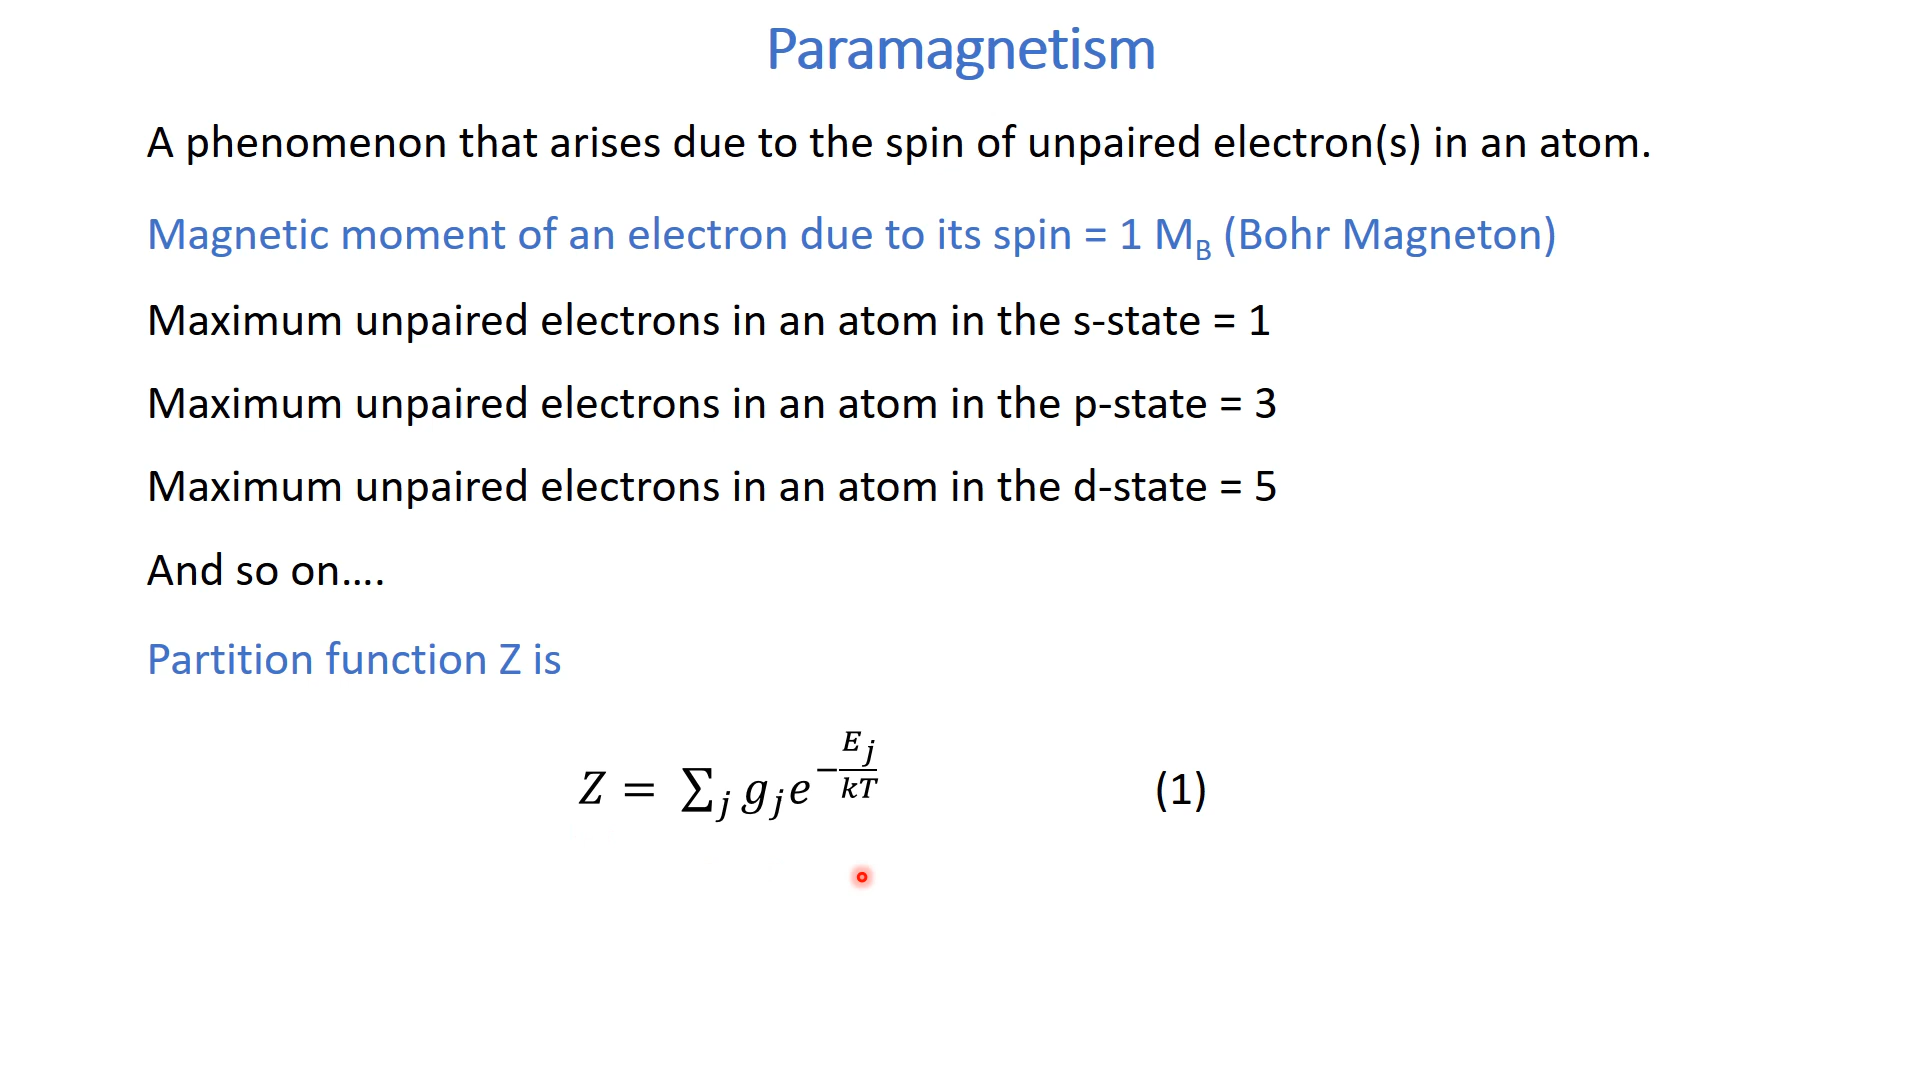 Paramagnetism
A phenomenon that arises due to the spin of unpaired electron(s) in an atom.
Magnetic moment of an electron due to its spin = 1 M_B (Bohr Magneton)
Maximum unpaired electrons in an atom in the s-state = 1
Maximum unpaired electrons in an atom in the p-state = 3
Maximum unpaired electrons in an atom in the d-state = 5
And so on....
Partition function Z is
Z = ∑_j g_j e^{-\frac{E_j}{kT}} (1)